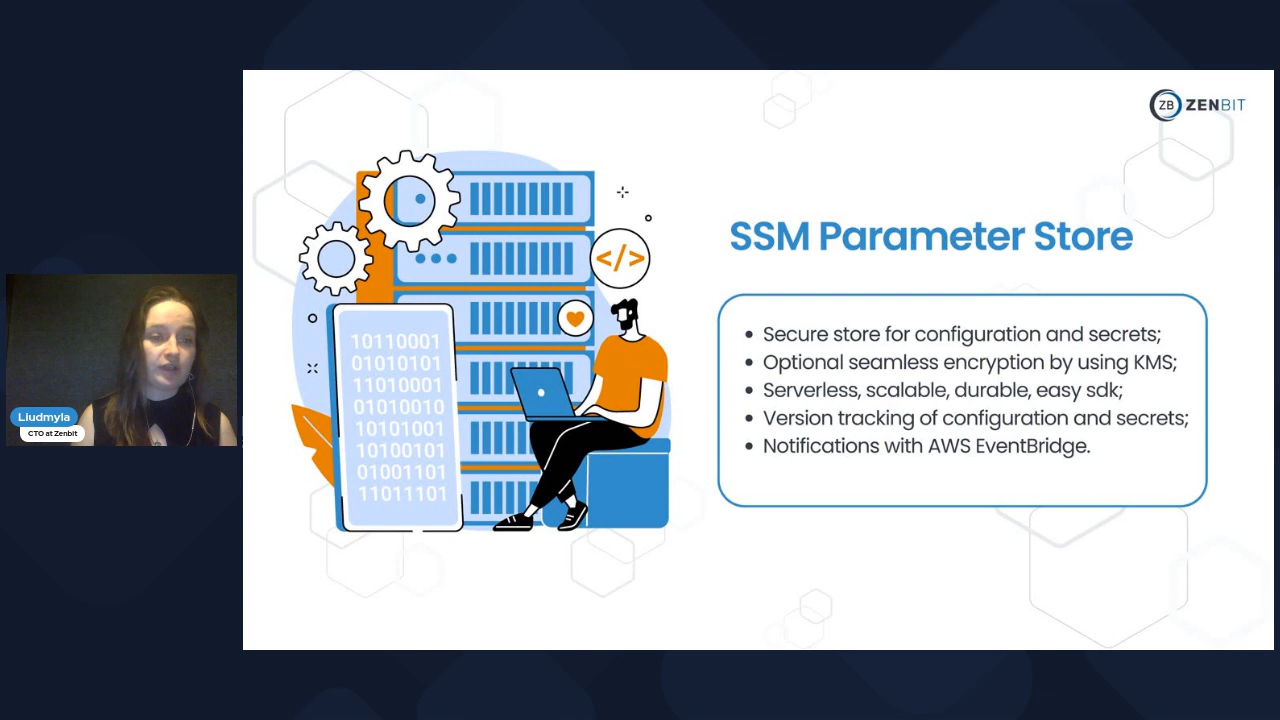 ZB ZENBIT
SSM Parameter Store
• Secure store for configuration and secrets;
• Optional seamless encryption by using KMS;
• Serverless, scalable, durable, easy sdk;
• Version tracking of configuration and secrets;
• Notifications with AWS EventBridge.
</>
10110001
01010101
11010001
01010010
10101001
10100101
01001101
11011101
Liudmyla
CTO at Zenbit